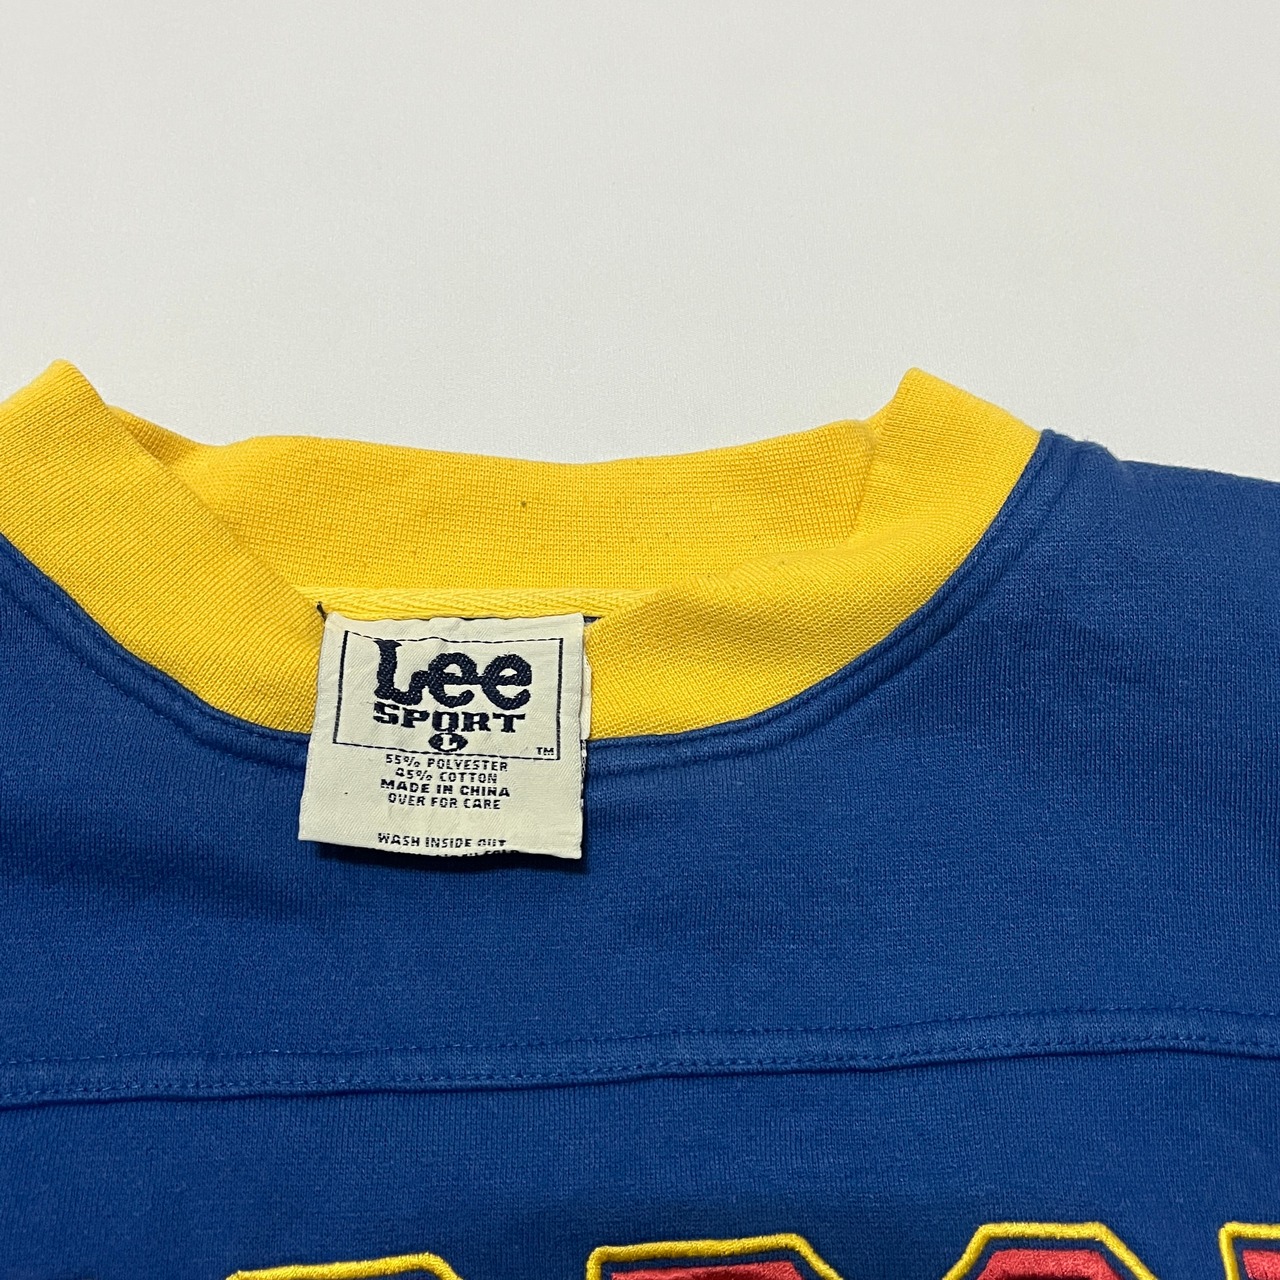 Lee
SPORT
L
TM
55% POLYESTER
45% COTTON
MADE IN CHINA
OVER FOR CARE
WASH INSIDE OUT